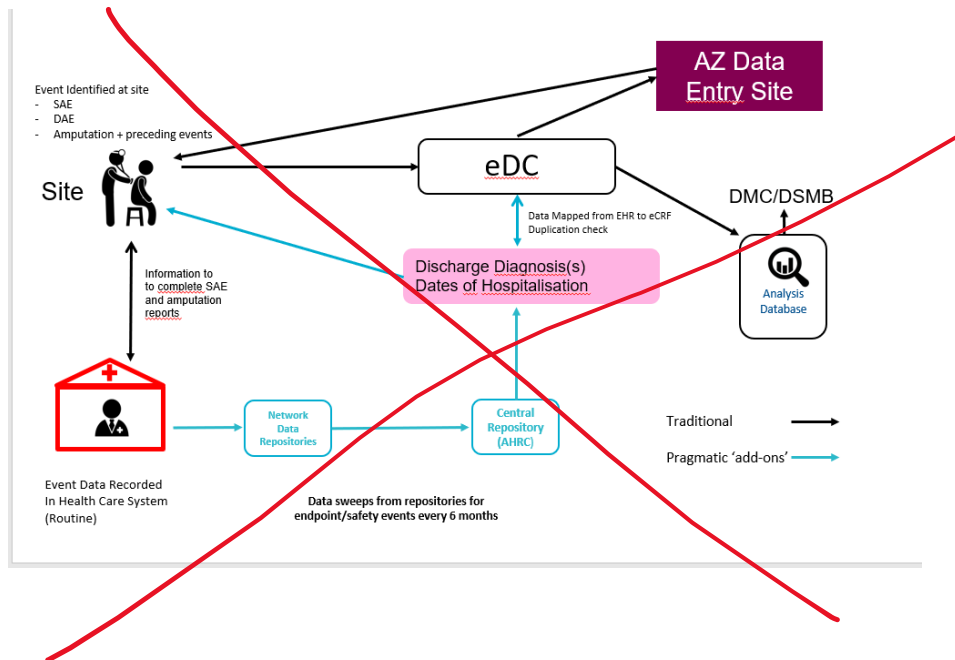 AZ Data
Entry Site
Event Identified at site
- SAE
- DAE
- Amputation + preceding events
eDC
Site
DMC/DSMB
Data Mapped from EHR to eCRF
Duplication check
Discharge Diagnosis(s)
Dates of Hospitalisation
Information to
to complete SAE
and amputation
reports
Analysis
Database
Network
Data
Repositories
Central
Repository
(AHRC)
Traditional
Pragmatic ‘add-ons’
Event Data Recorded
In Health Care System
(Routine)
Data sweeps from repositories for
endpoint/safety events every 6 months